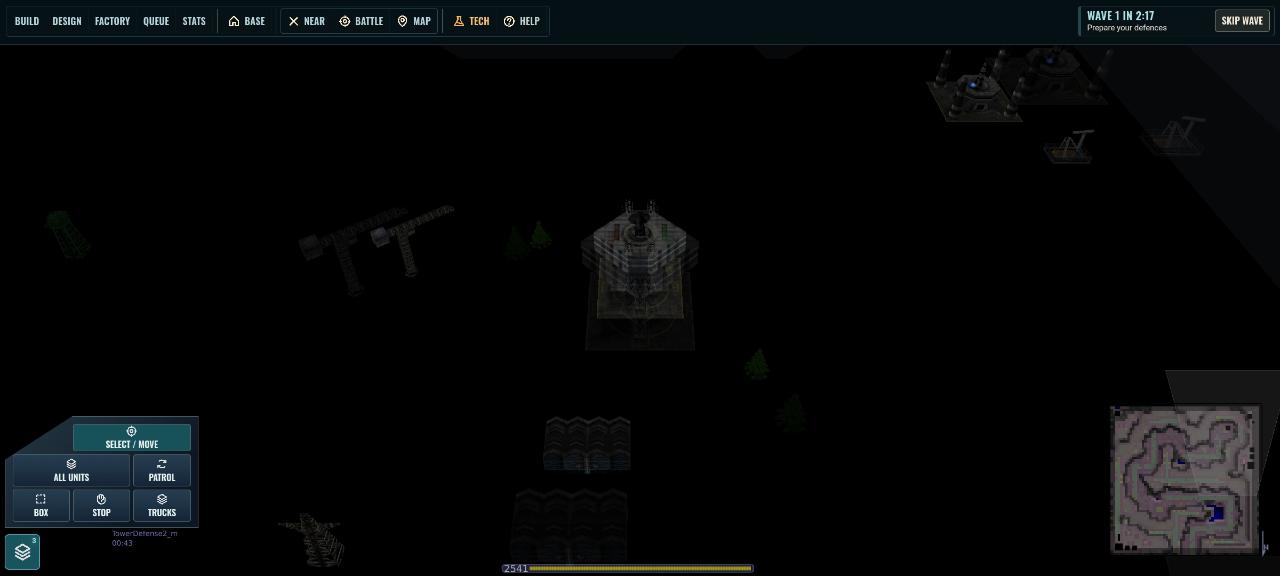 BUILD DESIGN FACTORY QUEUE STATS BASE NEAR BATTLE MAP TECH HELP
WAVE 1 IN 2:17
Prepare your defences
SKIP WAVE
SELECT / MOVE
ALL UNITS PATROL
BOX STOP TRUCKS
TowerDefense2_m
00:43
3
2541
N